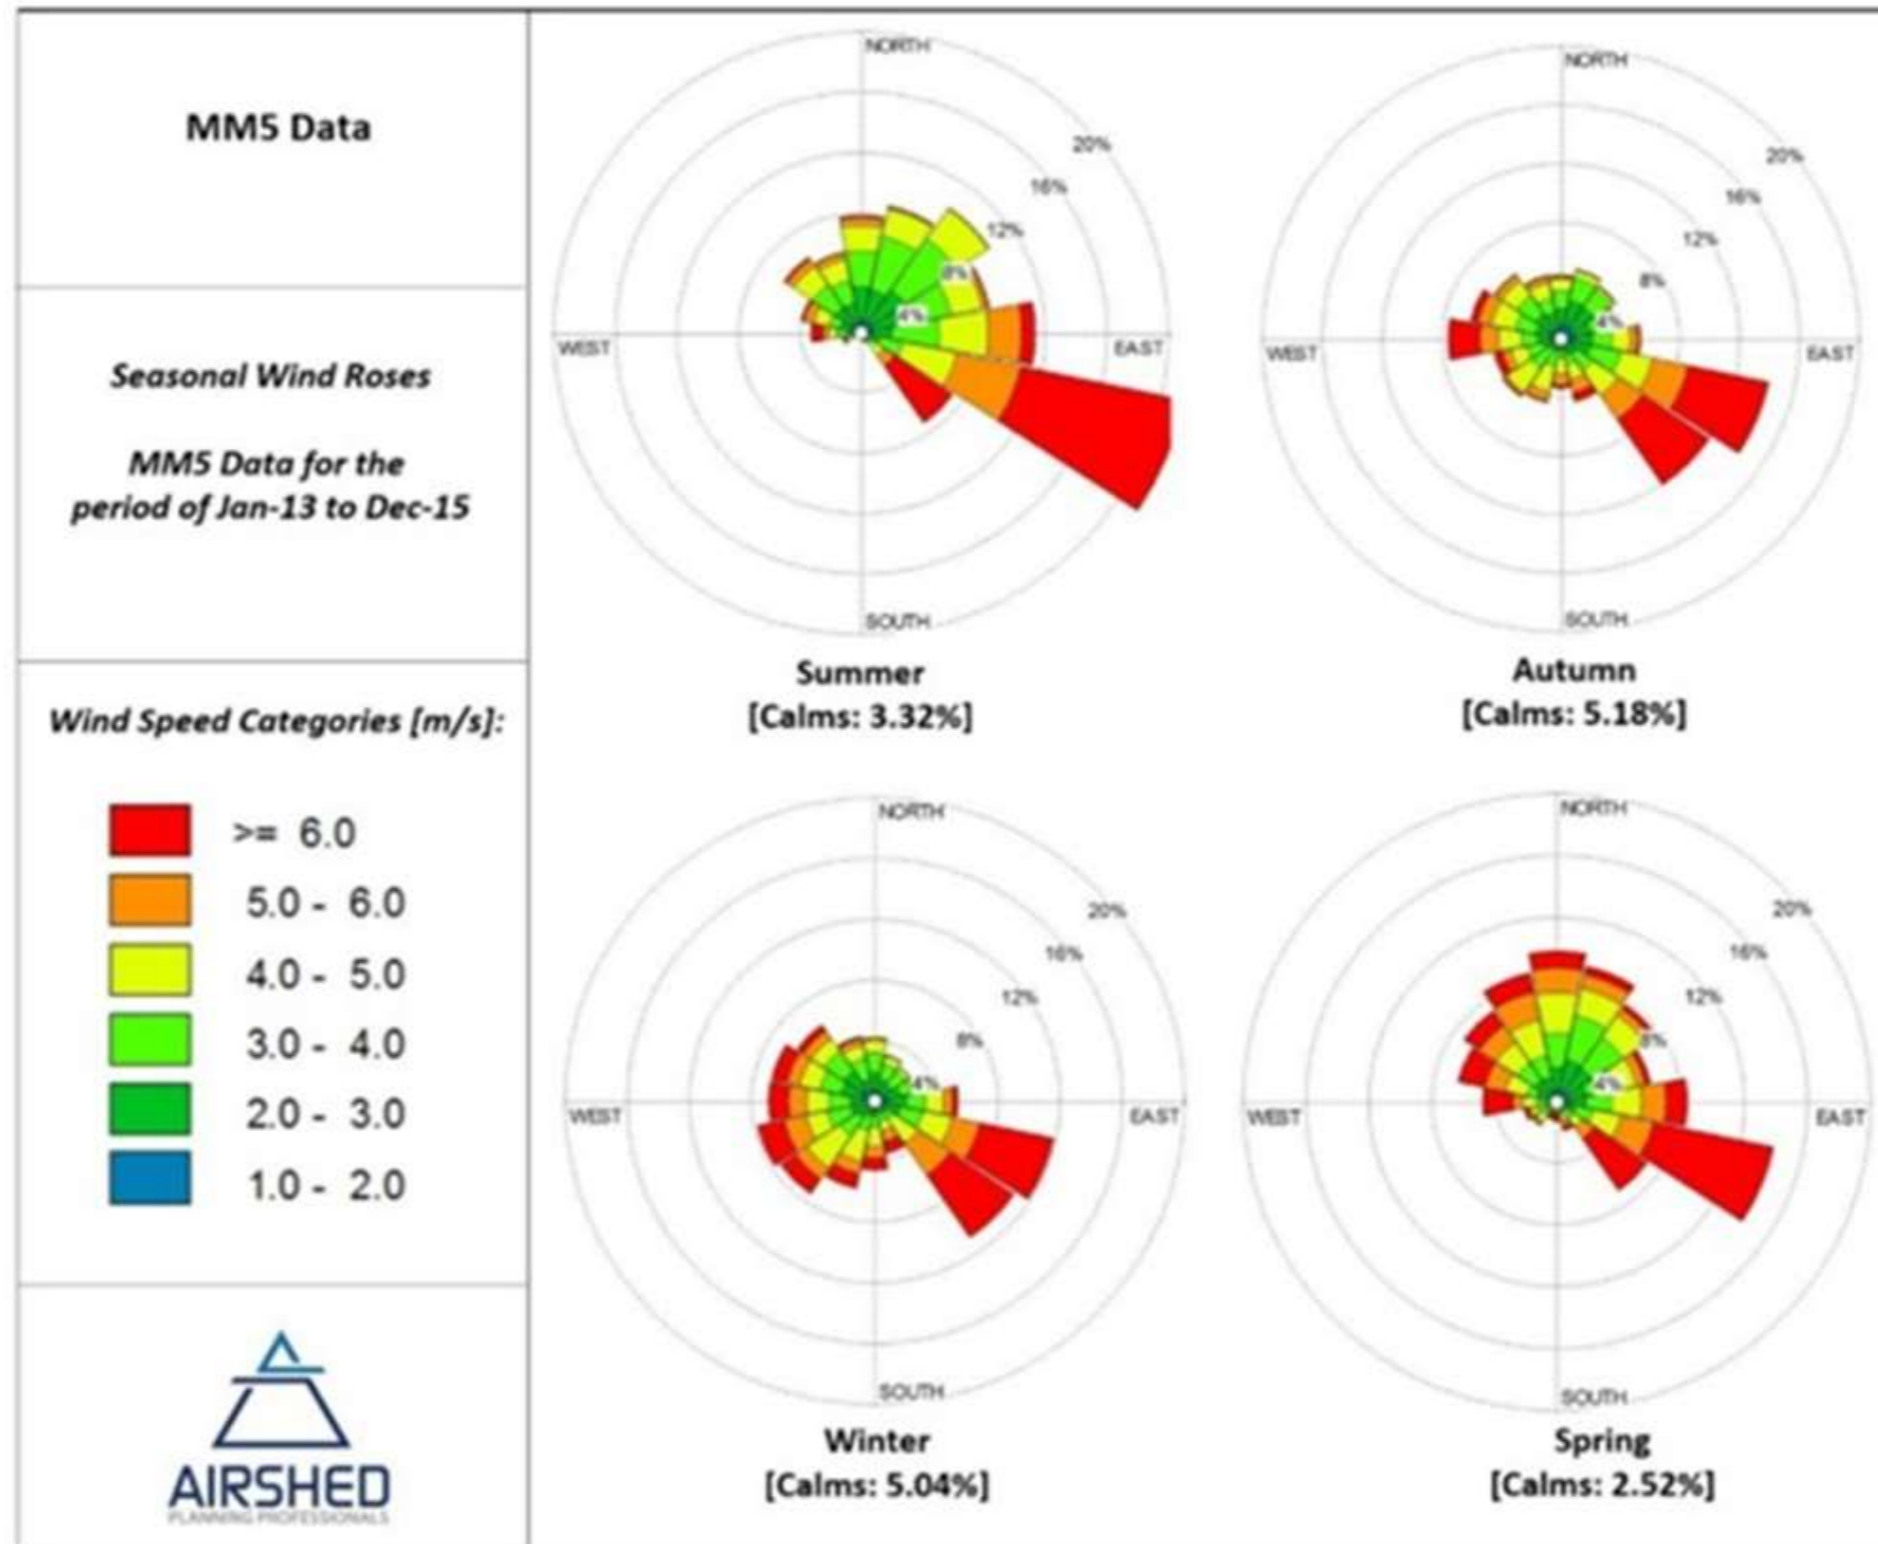 MM5 Data
Seasonal Wind Roses
MM5 Data for the
period of Jan-13 to Dec-15
Wind Speed Categories [m/s]:
>= 6.0
5.0 - 6.0
4.0 - 5.0
3.0 - 4.0
2.0 - 3.0
1.0 - 2.0
AIRSHED
PLANNING PROFESSIONALS
NORTH
20%
16%
12%
8%
4%
WEST
EAST
SOUTH
Summer
[Calms: 3.32%]
NORTH
20%
16%
12%
8%
4%
WEST
EAST
SOUTH
Autumn
[Calms: 5.18%]
NORTH
20%
16%
12%
8%
4%
WEST
EAST
SOUTH
Winter
[Calms: 5.04%]
NORTH
20%
16%
12%
8%
4%
WEST
EAST
SOUTH
Spring
[Calms: 2.52%]